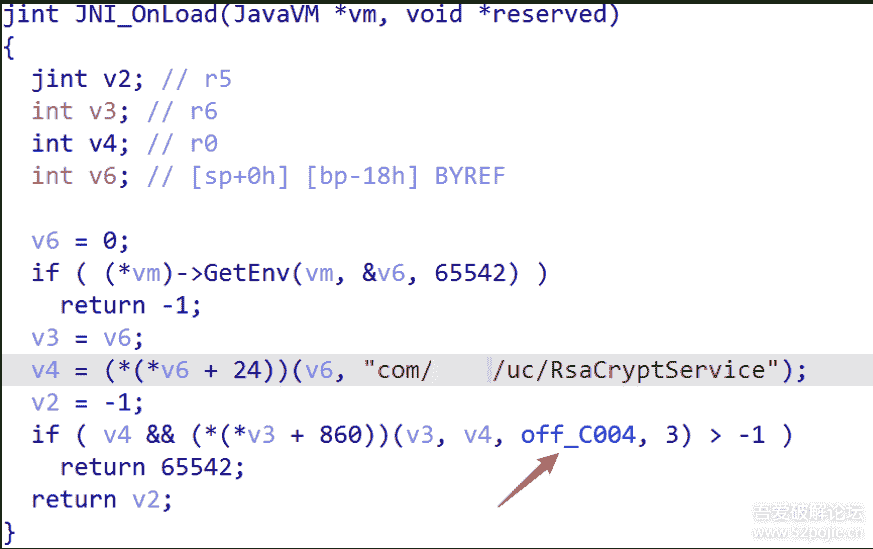 jint JNI_OnLoad(JavaVM *vm, void *reserved)
{
jint v2; // r5
int v3; // r6
int v4; // r0
int v6; // [sp+0h] [bp-18h] BYREF
v6 = 0;
if ( (*vm)->GetEnv(vm, &v6, 65542) )
return -1;
v3 = v6;
v4 = (*(*v6 + 24))(v6, "com/    /uc/RsaCryptService");
v2 = -1;
if ( v4 && (*(*v3 + 860))(v3, v4, off_C004, 3) > -1 )
return 65542;
return v2;
}
吾爱破解论坛
www.52pojie.cn